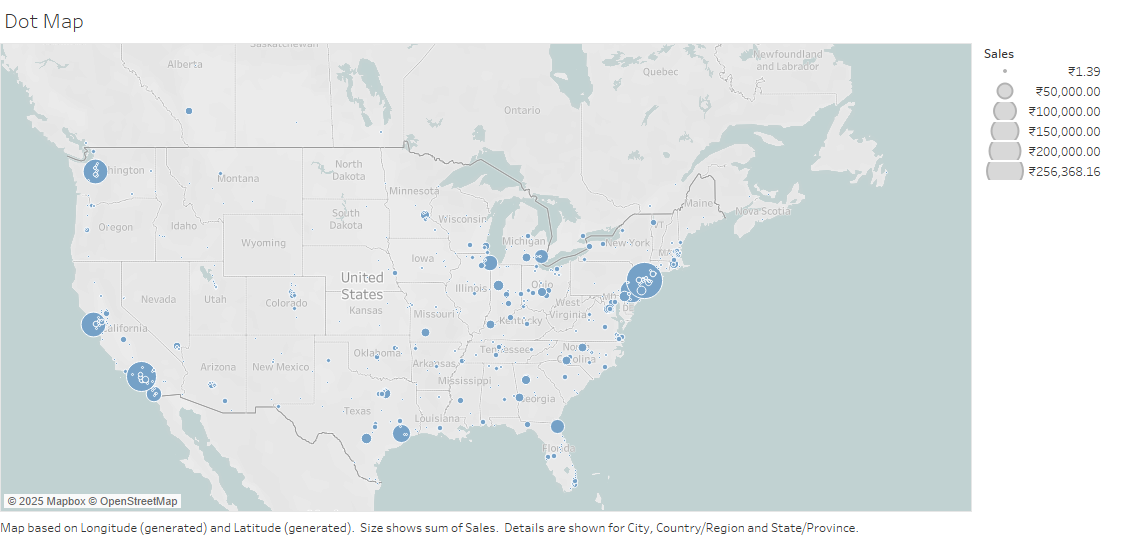 Dot Map
Saskatchewan
Alberta
Newfoundland
and Labrador
Quebec
Ontario
North
Dakota
Montana
Minnesota
Maine
Nova Scotia
South
Dakota
Wisconsin
Oregon
Idaho
VT
Michigan
New York
Wyoming
MA
Iowa
United
States
Nevada
Utah
Colorado
Illinois
Ohio
MD
DE
Kansas
Missouri
West
Virginia
Kentucky
California
Oklahoma
Tennessee
North
Carolina
Arizona
New Mexico
Arkansas
Mississippi
Georgia
Texas
Louisiana
Florida
© 2025 Mapbox © OpenStreetMap
Sales
₹1.39
₹50,000.00
₹100,000.00
₹150,000.00
₹200,000.00
₹256,368.16
Map based on Longitude (generated) and Latitude (generated).  Size shows sum of Sales.  Details are shown for City, Country/Region and State/Province.